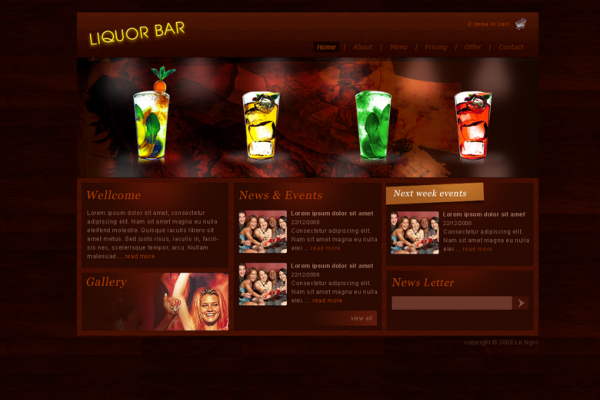 LIQUOR BAR
0 items in cart
Home | About | Menu | Pricing | Offer | Contact
Wellcome
Lorem ipsum dolor sit amet, consectetur
adipiscing elit. Nam sit amet magna eu nulla
eleifend molestie. Quisque iaculis libero sit
amet metus. Sed justo risus, iaculis in, facili-
sis nec, scelerisque tempor, arcu. Nullam
malesuad.... read more
Gallery
News & Events
Lorem ipsum dolor sit amet
22/12/2008
Consectetur adipiscing elit.
Nam sit amet magna eu nulla
elei.... read more
Lorem ipsum dolor sit amet
22/12/2008
Consectetur adipiscing elit.
Nam sit amet magna eu nulla
elei.... read more
view all
Next week events
Lorem ipsum dolor sit amet
22/12/2008
Consectetur adipiscing elit.
Nam sit amet magna eu nulla
elei.... read more
News Letter
copyright © 2008